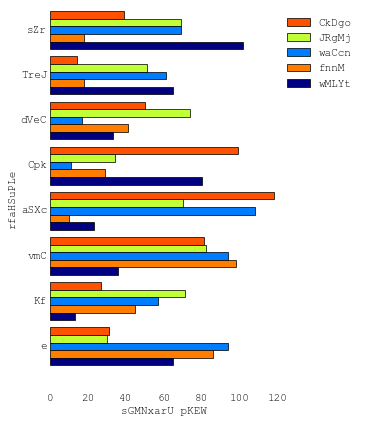 CkDgo
JRgMj
waCcn
fnnM
wMLYt
sZr
TreJ
dVeC
Cpk
aSXc
vmC
Kf
e
rfaHSuPLe
0 20 40 60 80 100 120
sGMNxarU pKEW